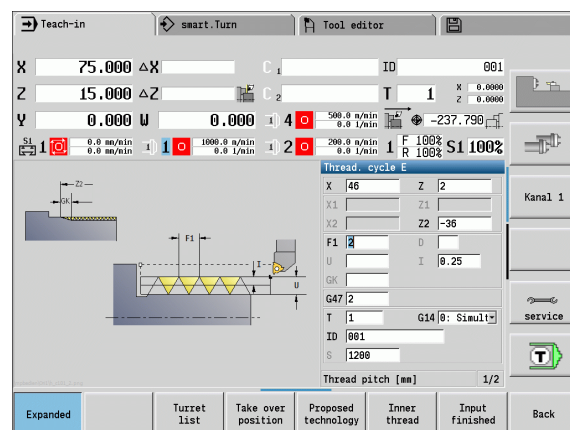 Teach-in smart.Turn Tool editor
X 75.000 ΔX C 1 ID 001
Z 15.000 ΔZ C 2 T 1 X 0.0000 Z 0.0000
Y 0.000 W 0.000 4 500.0 m/min 0.0 1/min -237.790
S1 1 0.0 mm/min 0.0 mm/min 1 1000.0 m/min 0.0 1/min 2 200.0 m/min 0.0 1/min 1 F 100% R 100% S1 100%
Thread. cycle E
X 46 Z 2
X1 Z1
X2 Z2 -36
F1 2 D
U I 0.25
GK
G47 2
T 1 G14 0: Simult
ID 001
S 1200
Thread pitch [mm] 1/2
Z2
GK
F1
I
U
Kanal 1
service
T
Expanded
Turret list
Take over position
Proposed technology
Inner thread
Input finished
Back